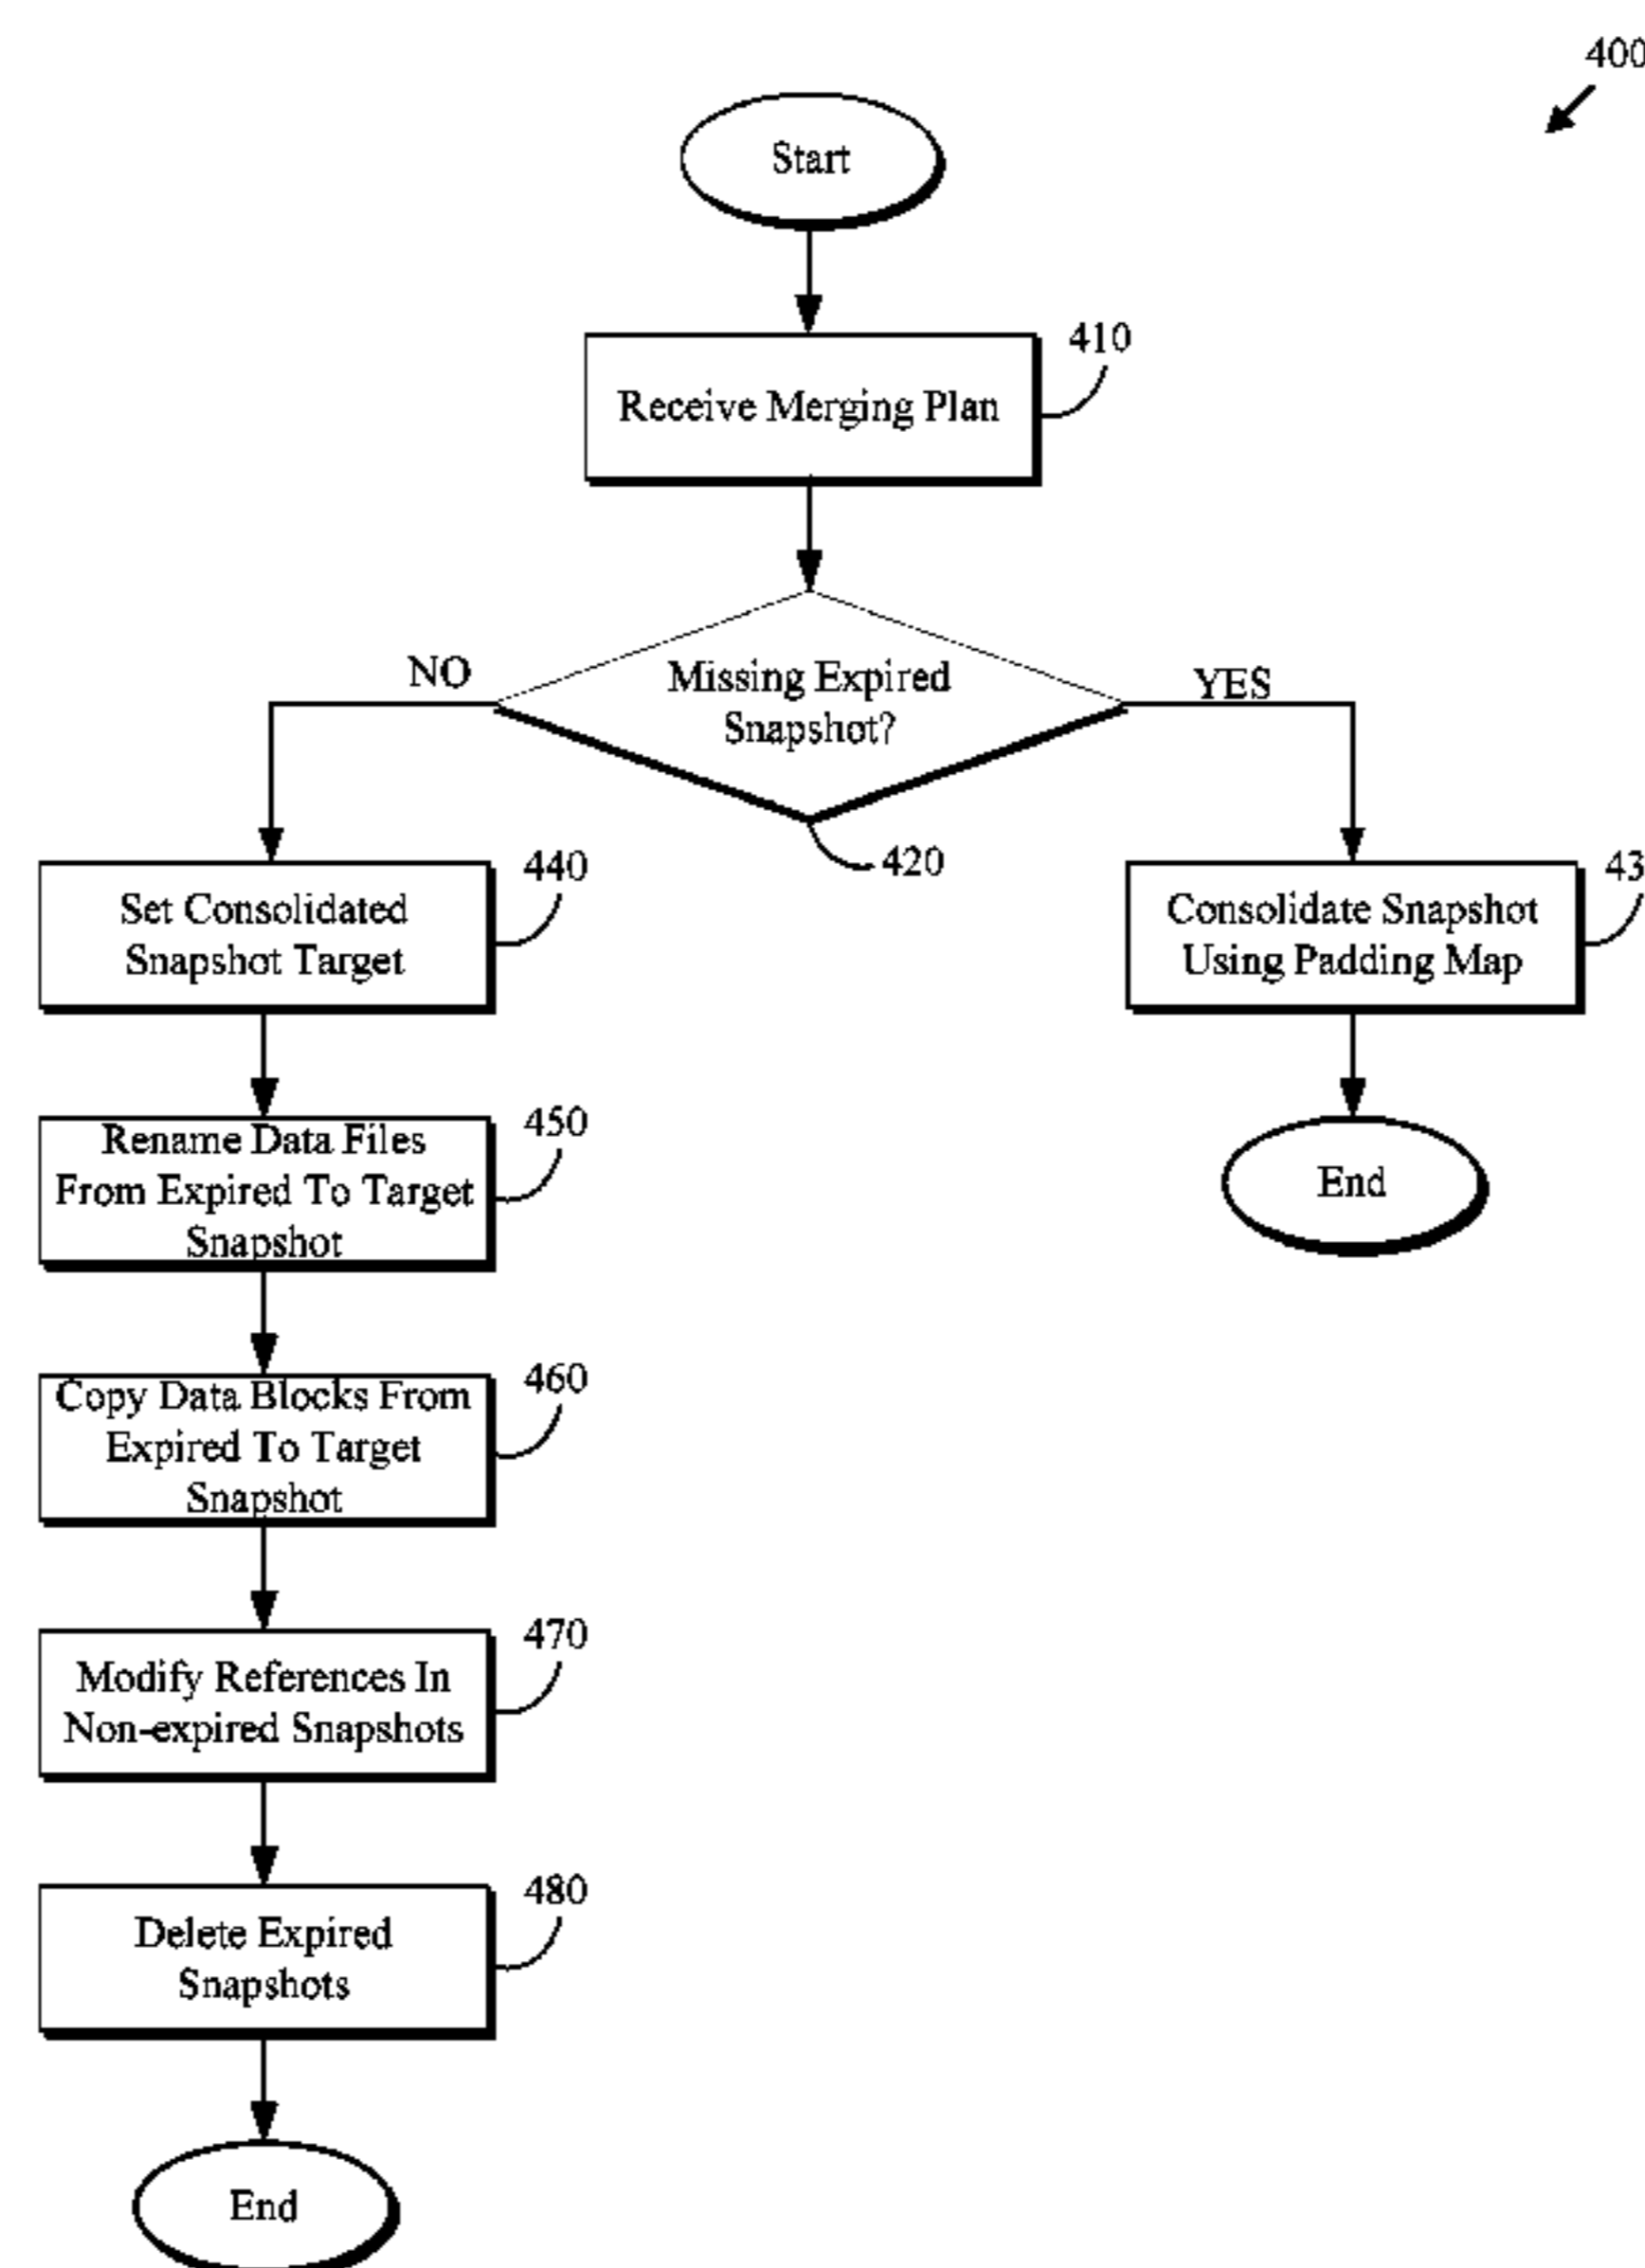 400
Start
410
Receive Merging Plan
NO
Missing Expired
Snapshot?
YES
420
440
Set Consolidated
Snapshot Target
43
Consolidate Snapshot
Using Padding Map
450
Rename Data Files
From Expired To Target
Snapshot
End
460
Copy Data Blocks From
Expired To Target
Snapshot
470
Modify References In
Non-expired Snapshots
480
Delete Expired
Snapshots
End